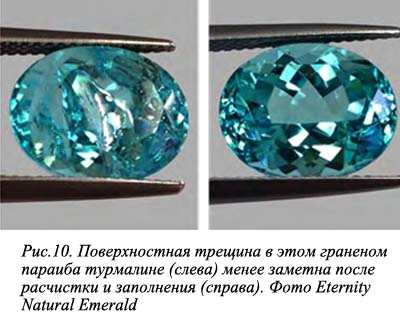 Рис.10. Поверхностная трещина в этом граненом
параиба турмалине (слева) менее заметна после
расчистки и заполнения (справа). Фото Eternity
Natural Emerald